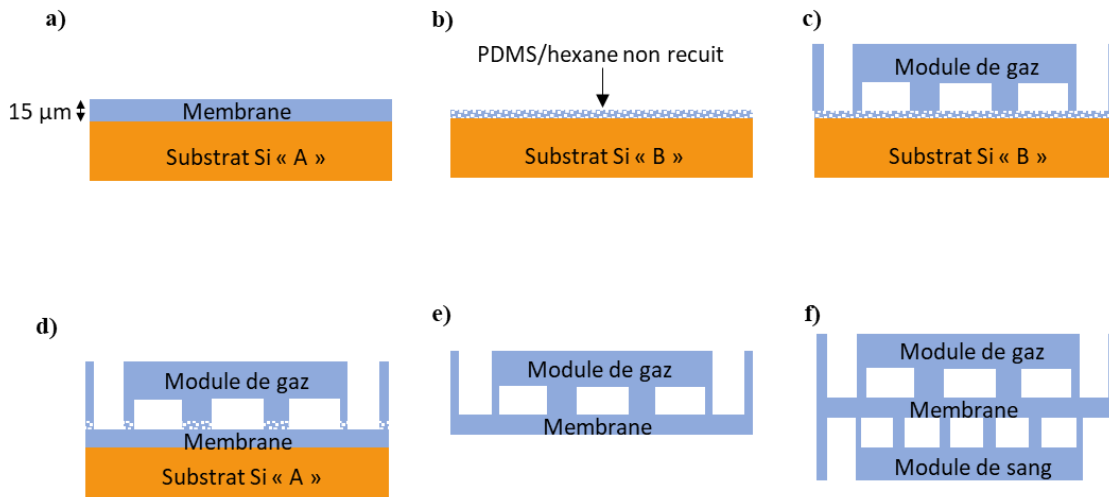 a)
15 µm
Membrane
Substrat Si « A »
b)
PDMS/hexane non recuit
Substrat Si « B »
c)
Module de gaz
Substrat Si « B »
d)
Module de gaz
Membrane
Substrat Si « A »
e)
Module de gaz
Membrane
f)
Module de gaz
Membrane
Module de sang